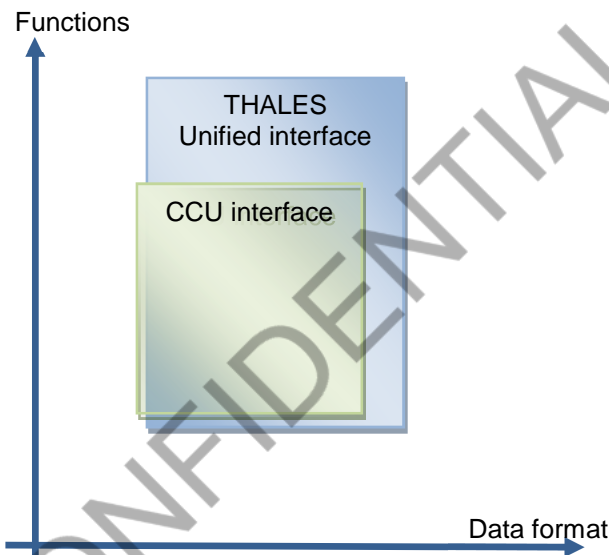 Functions
THALES
Unified interface
CCU interface
Data format
CONFIDENTIAL